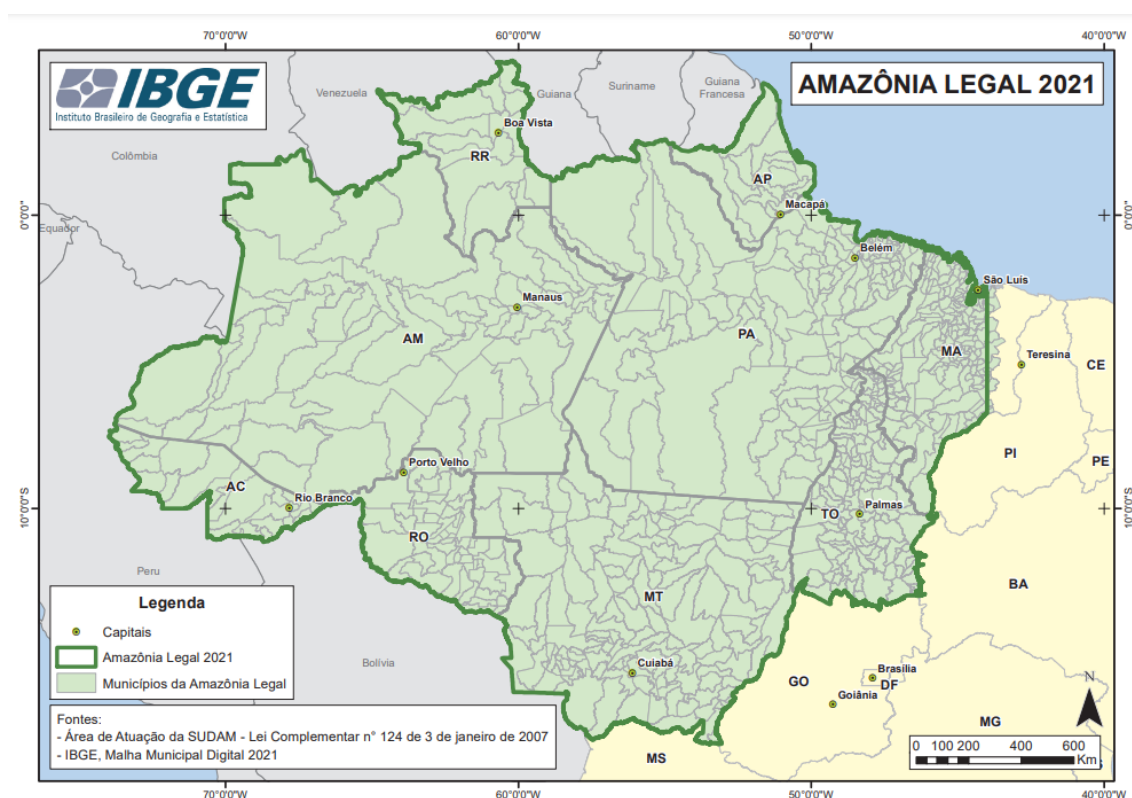 70°0'0"W
60°0'0"W
50°0'0"W
40°0'0"W
IBGE
Instituto Brasileiro de Geografia e Estatística
AMAZÔNIA LEGAL 2021
Venezuela
Guiana
Suriname
Guiana
Francesa
Colômbia
Boa Vista
RR
AP
Macapá
0°0'0"
0°0'0"
Equador
Belém
São Luís
Manaus
AM
PA
MA
Teresina
CE
PI
PE
Porto Velho
AC
Rio Branco
RO
TO
Palmas
10°0'0"S
10°0'0"S
Peru
BA
MT
Legenda
Capitais
Amazônia Legal 2021
Municípios da Amazônia Legal
Bolívia
Cuiabá
GO
Brasília
DF
Goiânia
N
MG
MS
Fontes:
- Área de Atuação da SUDAM - Lei Complementar n° 124 de 3 de janeiro de 2007
- IBGE, Malha Municipal Digital 2021
0 100 200 400 600
Km
70°0'0"W
60°0'0"W
50°0'0"W
40°0'0"W